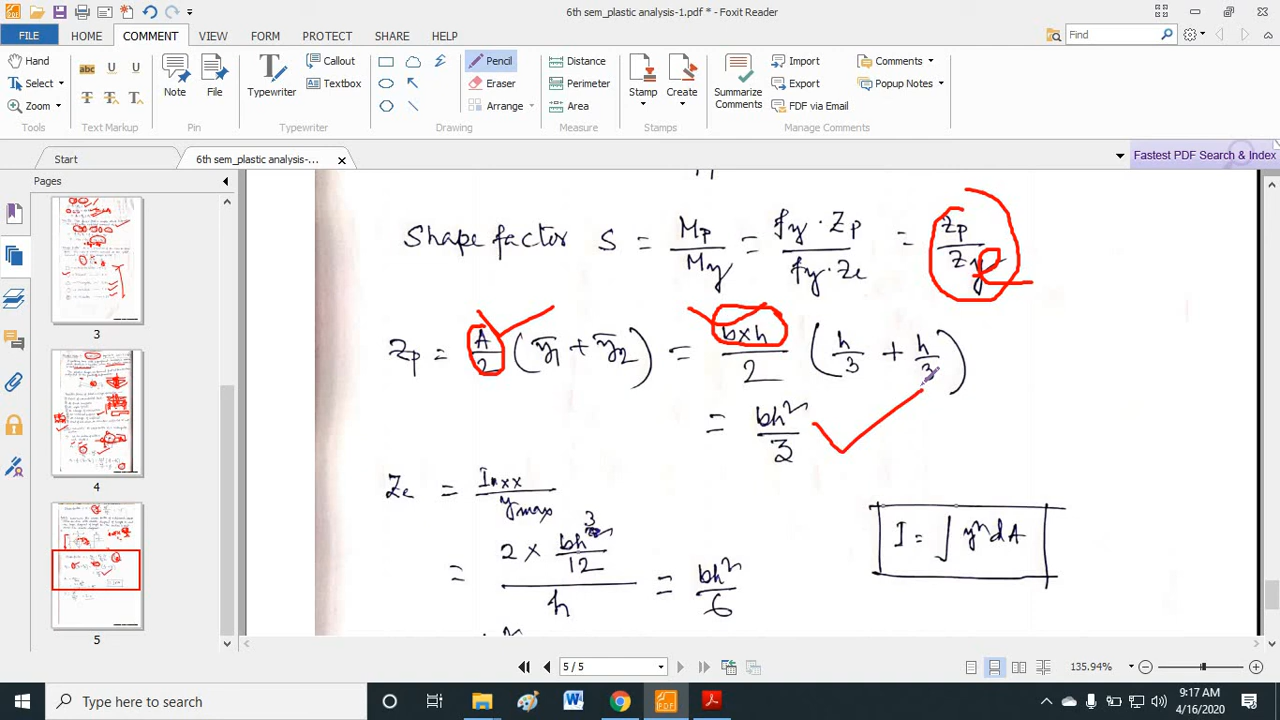 6th sem_plastic analysis-1.pdf * - Foxit Reader
FILE HOME COMMENT VIEW FORM PROTECT SHARE HELP
Find
Hand
Select
Zoom
Tools
Text Markup
Note
File
Pin
Typewriter
Callout
Textbox
Typewriter
Pencil
Eraser
Arrange
Drawing
Distance
Perimeter
Area
Measure
Stamp
Create
Stamps
Summarize
Comments
Import
Export
FDF via Email
Comments
Popup Notes
Manage Comments
Start
6th sem_plastic analysis-...
Fastest PDF Search & Index
Pages
3
4
5
Shape factor S = Mp/My = fy · Zp/fy · Ze = Zp/Zye
Zp = A/2 (ȳ1 + ȳ2) = b×h/2 (h/3 + h/3)
= bh²/3
Ze = Inxx/ymax
= 2 × bh³/12/h = bh²/6
I = ∫ y²dA
5 / 5
135.94%
Type here to search
9:17 AM
4/16/2020